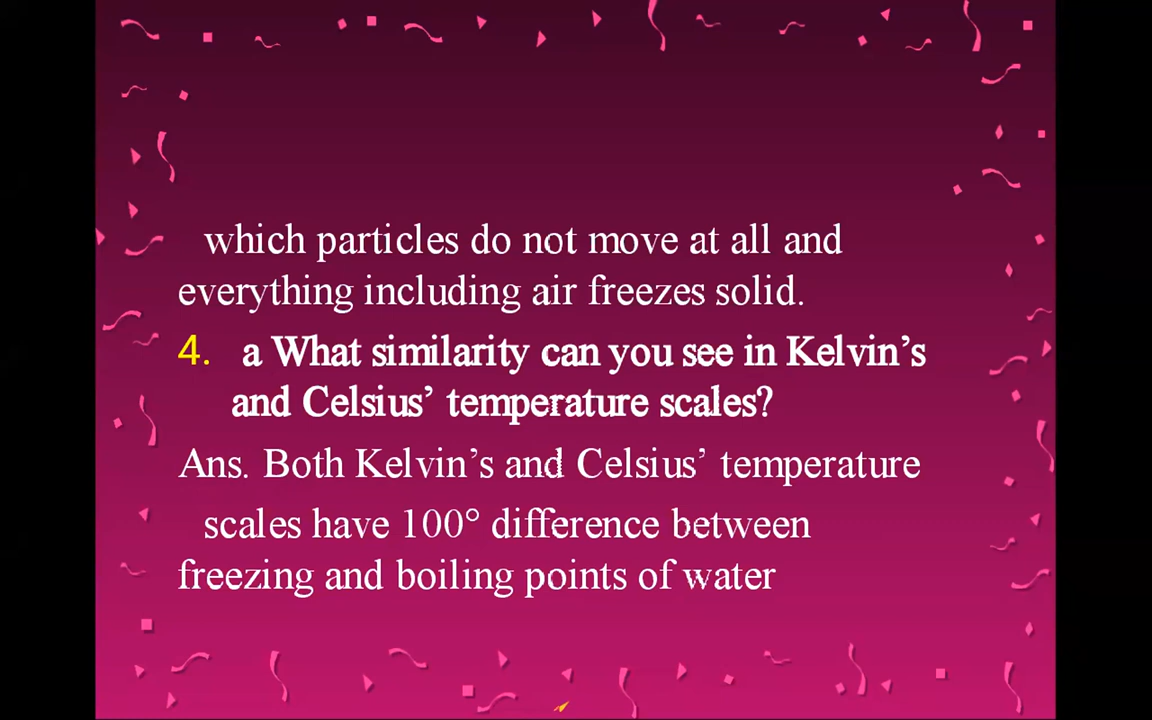 which particles do not move at all and
everything including air freezes solid.
4. a What similarity can you see in Kelvin’s
and Celsius’ temperature scales?
Ans. Both Kelvin’s and Celsius’ temperature
scales have 100° difference between
freezing and boiling points of water